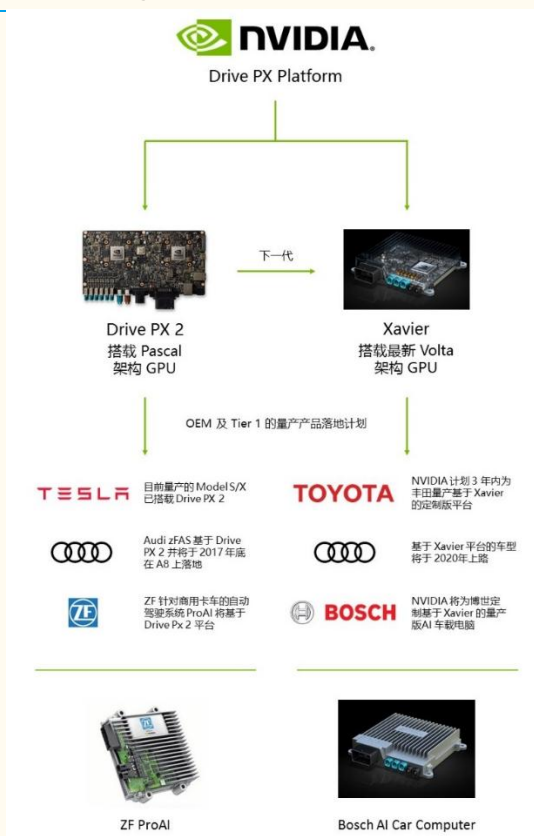 NVIDIA.
Drive PX Platform
下一代
Drive PX 2
搭载 Pascal
架构 GPU
Xavier
搭载最新 Volta
架构 GPU
OEM 及 Tier 1 的量产产品落地计划
TESLA
目前量产的 Model S/X
已搭载 Drive PX 2
TOYOTA
NVIDIA 计划 3 年内为
丰田量产基于 Xavier
的定制版平台
Audi zFAS 基于 Drive
PX 2 并将于 2017 年底
在 A8 上落地
基于 Xavier 平台的车型
将于 2020年上路
ZF
ZF 针对商用卡车的自动
驾驶系统 ProAI 将基于
Drive Px 2 平台
BOSCH
NVIDIA 将为博世定
制基于 Xavier 的量产
版AI 车载电脑
ZF
ZF ProAI
Bosch AI Car Computer